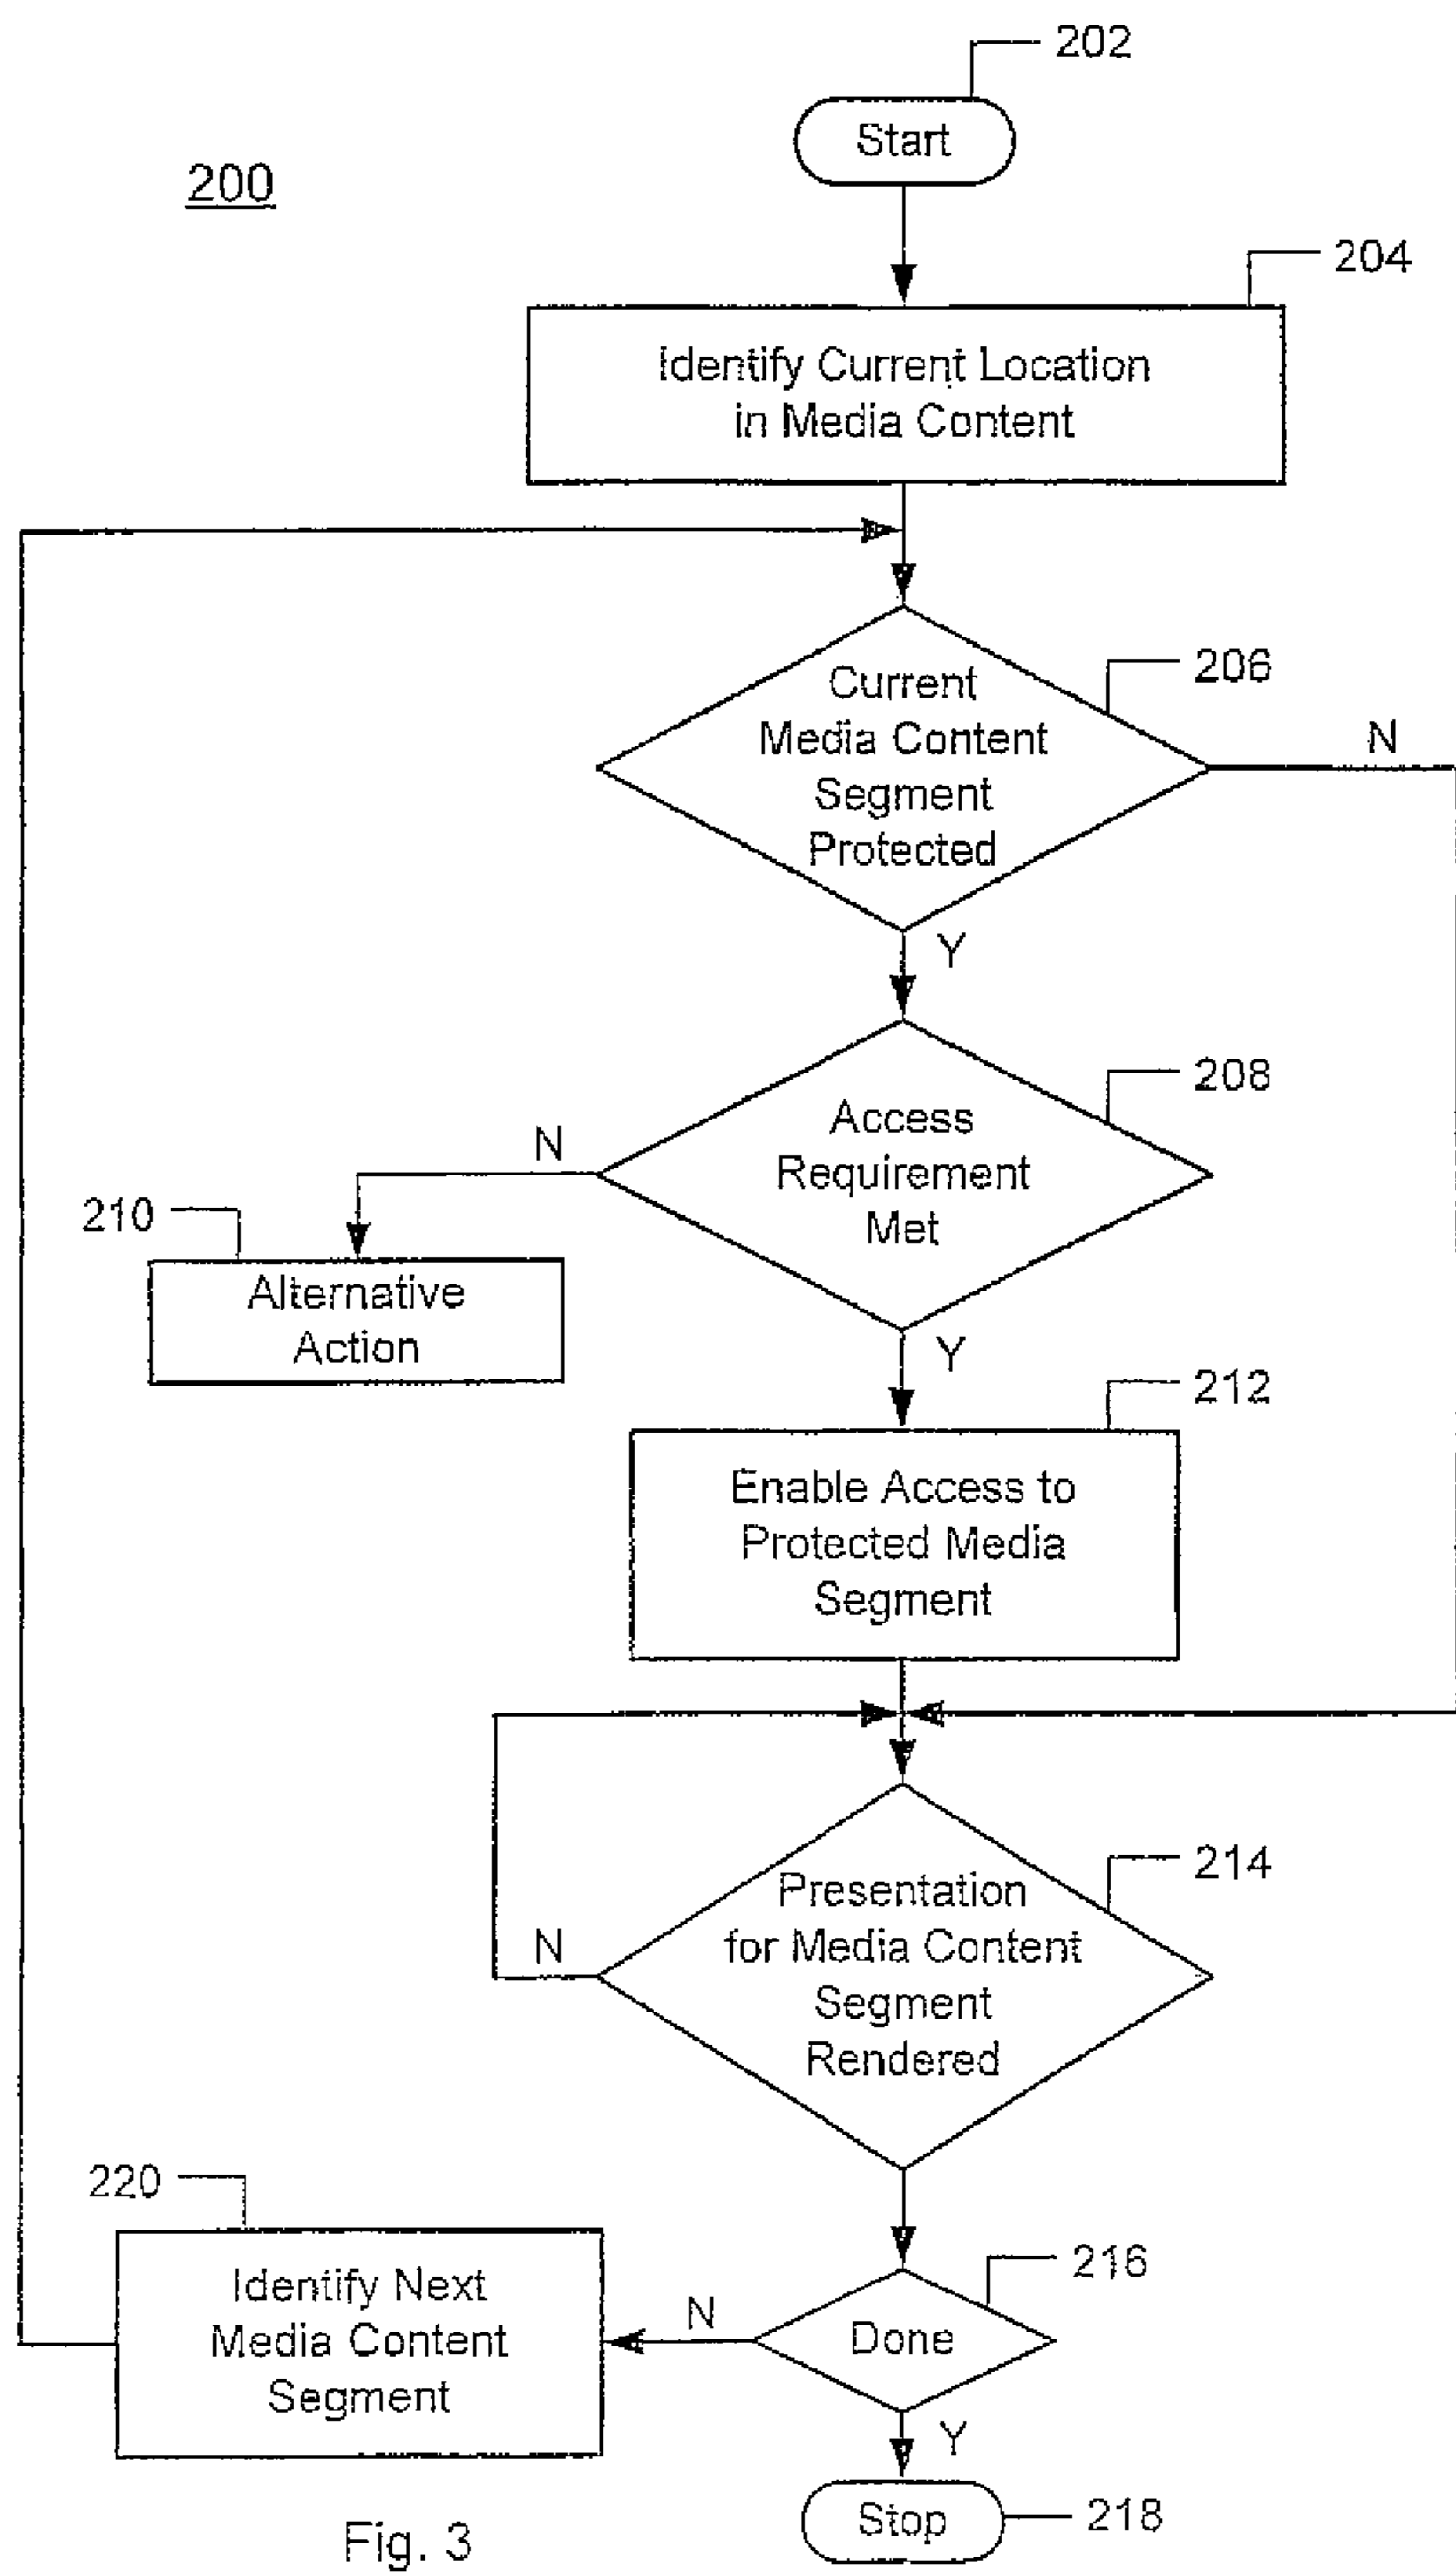 202
Start
200
204
Identify Current Location
in Media Content
206
Current
Media Content
Segment
Protected
N
Y
208
Access
Requirement
Met
N
210
Alternative
Action
Y
212
Enable Access to
Protected Media
Segment
214
Presentation
for Media Content
Segment
Rendered
N
220
216
Identify Next
Media Content
Segment
N
Done
Y
Stop
218
Fig. 3